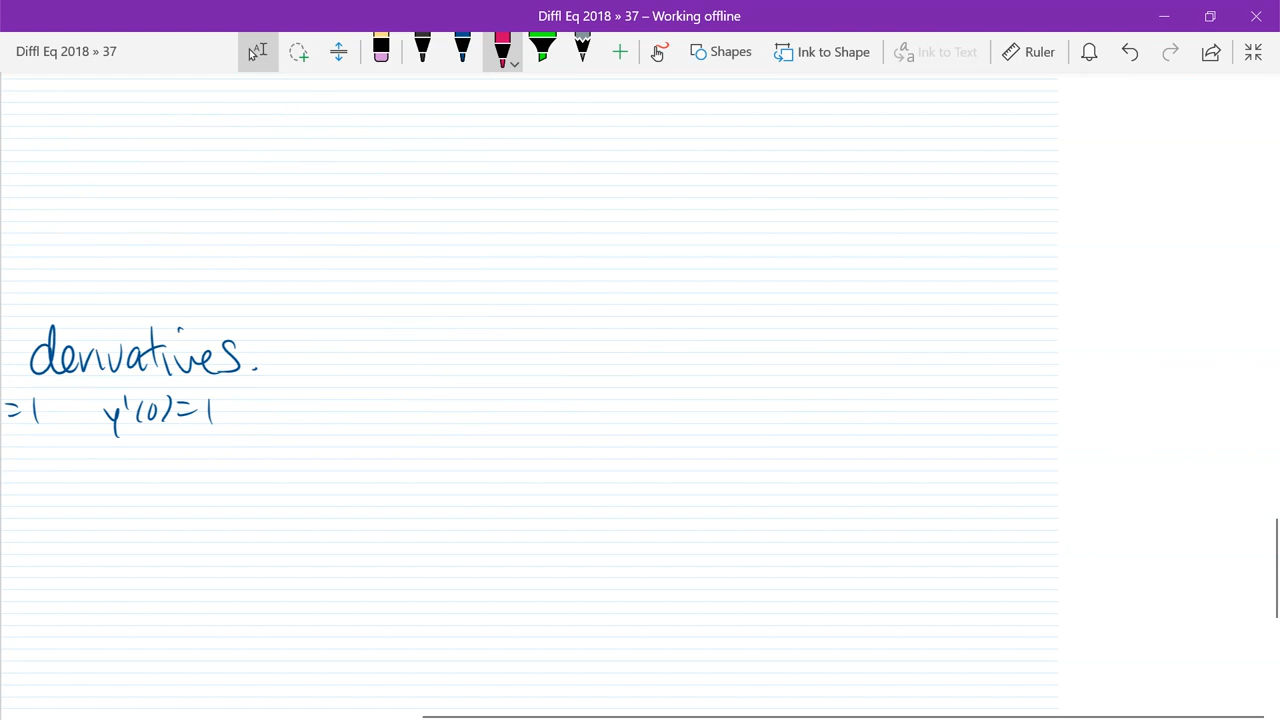 Diffl Eq 2018 » 37 – Working offline
Diffl Eq 2018 » 37
Shapes
Ink to Shape
Ink to Text
Ruler
derivatives.
=1 y'(0)=1